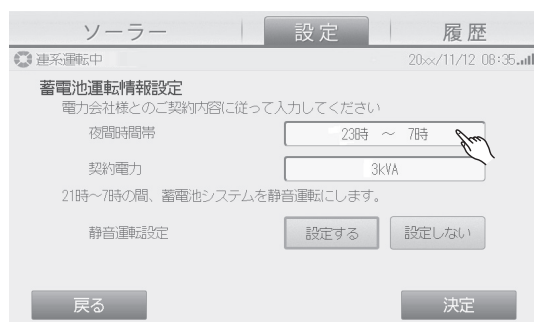 ソーラー 設定 履歴
連系運転中 20××/11/12 08:35
蓄電池運転情報設定
電力会社様とのご契約内容に従って入力してください
夜間時間帯 23時 ～ 7時
契約電力 3kVA
21時～7時の間、蓄電池システムを静音運転にします。
静音運転設定 設定する 設定しない
戻る 決定